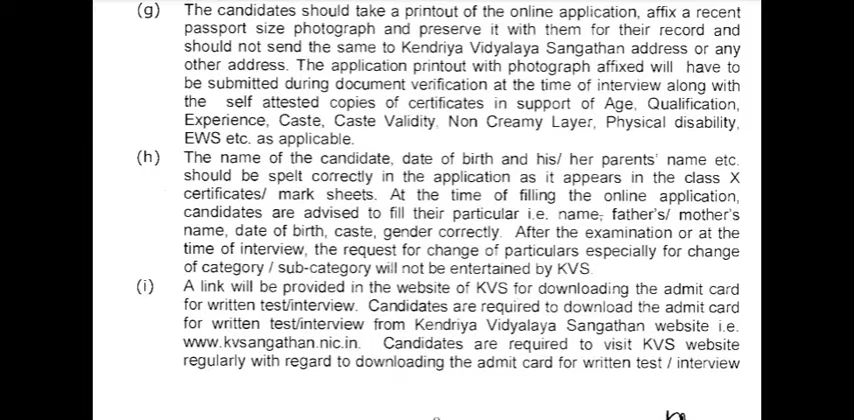 (g) The candidates should take a printout of the online application, affix a recent
passport size photograph and preserve it with them for their record and
should not send the same to Kendriya Vidyalaya Sangathan address or any
other address. The application printout with photograph affixed will have to
be submitted during document verification at the time of interview along with
the self attested copies of certificates in support of Age, Qualification,
Experience, Caste, Caste Validity, Non Creamy Layer, Physical disability,
EWS etc. as applicable.
(h) The name of the candidate, date of birth and his/ her parents' name etc.
should be spelt correctly in the application as it appears in the class X
certificates/ mark sheets. At the time of filling the online application,
candidates are advised to fill their particular i.e. name, father's/ mother's
name, date of birth, caste, gender correctly. After the examination or at the
time of interview, the request for change of particulars especially for change
of category / sub-category will not be entertained by KVS.
(i) A link will be provided in the website of KVS for downloading the admit card
for written test/interview. Candidates are required to download the admit card
for written test/interview from Kendriya Vidyalaya Sangathan website i.e.
www.kvsangathan.nic.in. Candidates are required to visit KVS website
regularly with regard to downloading the admit card for written test / interview